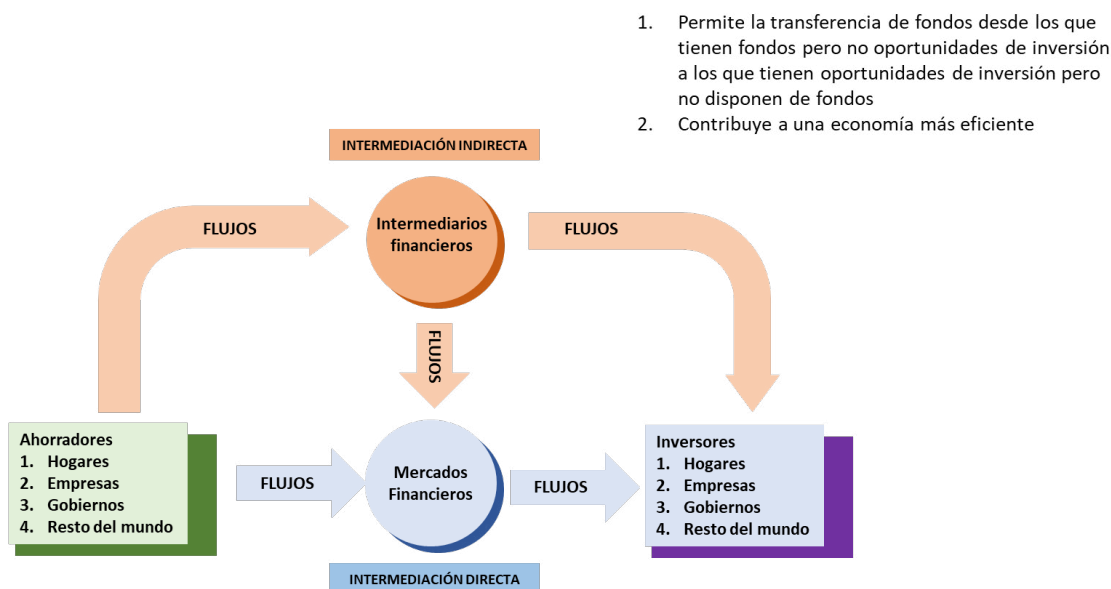 1. Permite la transferencia de fondos desde los que
tienen fondos pero no oportunidades de inversión
a los que tienen oportunidades de inversión pero
no disponen de fondos
2. Contribuye a una economía más eficiente
INTERMEDIACIÓN INDIRECTA
FLUJOS
Intermediarios
financieros
FLUJOS
FLUJOS
Ahorradores
1. Hogares
2. Empresas
3. Gobiernos
4. Resto del mundo
FLUJOS
Mercados
Financieros
FLUJOS
Inversores
1. Hogares
2. Empresas
3. Gobiernos
4. Resto del mundo
INTERMEDIACIÓN DIRECTA